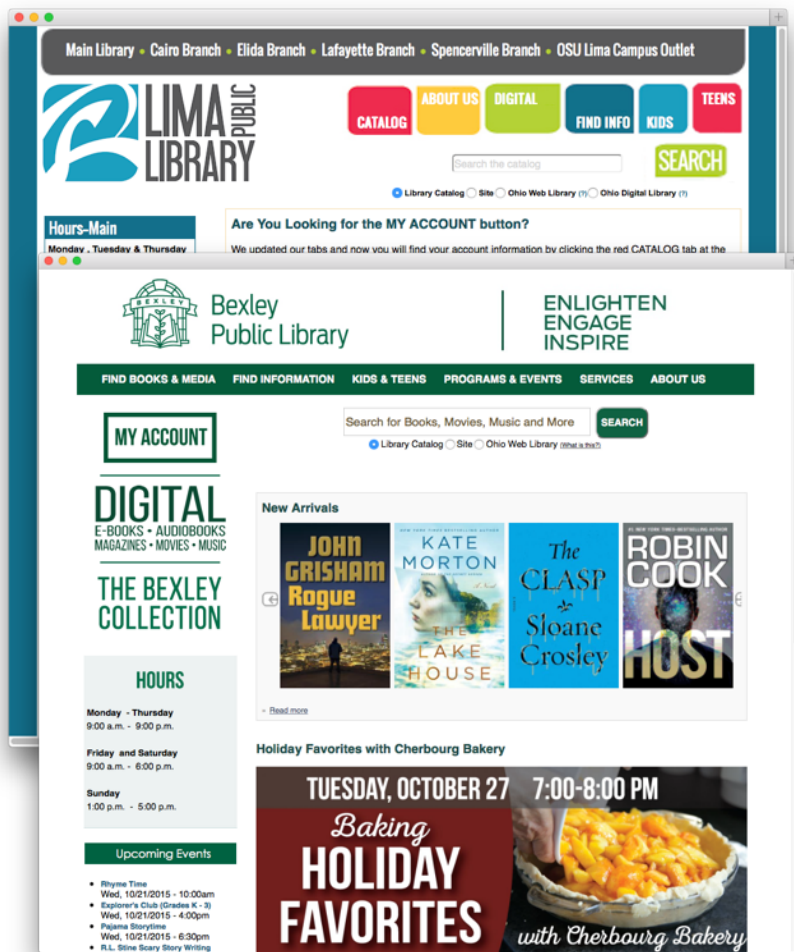 Main Library • Cairo Branch • Elida Branch • Lafayette Branch • Spencerville Branch • OSU Lima Campus Outlet
LIMA PUBLIC
LIBRARY
CATALOG
ABOUT US
DIGITAL
FIND INFO
KIDS
TEENS
Search the catalog
SEARCH
Library Catalog Site Ohio Web Library (?) Ohio Digital Library (?)
Hours-Main
Monday , Tuesday & Thursday
Are You Looking for the MY ACCOUNT button?
We updated our tabs and now you will find your account information by clicking the red CATALOG tab at the
BEXLEY
Bexley
Public Library
ENLIGHTEN
ENGAGE
INSPIRE
FIND BOOKS & MEDIA FIND INFORMATION KIDS & TEENS PROGRAMS & EVENTS SERVICES ABOUT US
MY ACCOUNT
Search for Books, Movies, Music and More
SEARCH
Library Catalog Site Ohio Web Library (What is this?)
DIGITAL
E-BOOKS • AUDIOBOOKS
MAGAZINES • MOVIES • MUSIC
THE BEXLEY
COLLECTION
New Arrivals
JOHN
GRISHAM
Rogue
Lawyer
KATE
MORTON
A Novel
THE
LAKE
HOUSE
The
CLASP
Sloane
Crosley
ROBIN
COOK
HOST
Read more
HOURS
Monday - Thursday
9:00 a.m. - 9:00 p.m.
Friday and Saturday
9:00 a.m. - 6:00 p.m.
Sunday
1:00 p.m. - 5:00 p.m.
Holiday Favorites with Cherbourg Bakery
TUESDAY, OCTOBER 27 7:00-8:00 PM
Baking
HOLIDAY
FAVORITES
with Cherbourg Bakery
Upcoming Events
• Rhyme Time
Wed, 10/21/2015 - 10:00am
• Explorer's Club (Grades K - 3)
Wed, 10/21/2015 - 4:00pm
• Pajama Storytime
Wed, 10/21/2015 - 6:30pm
• R.L. Stine Scary Story Writing